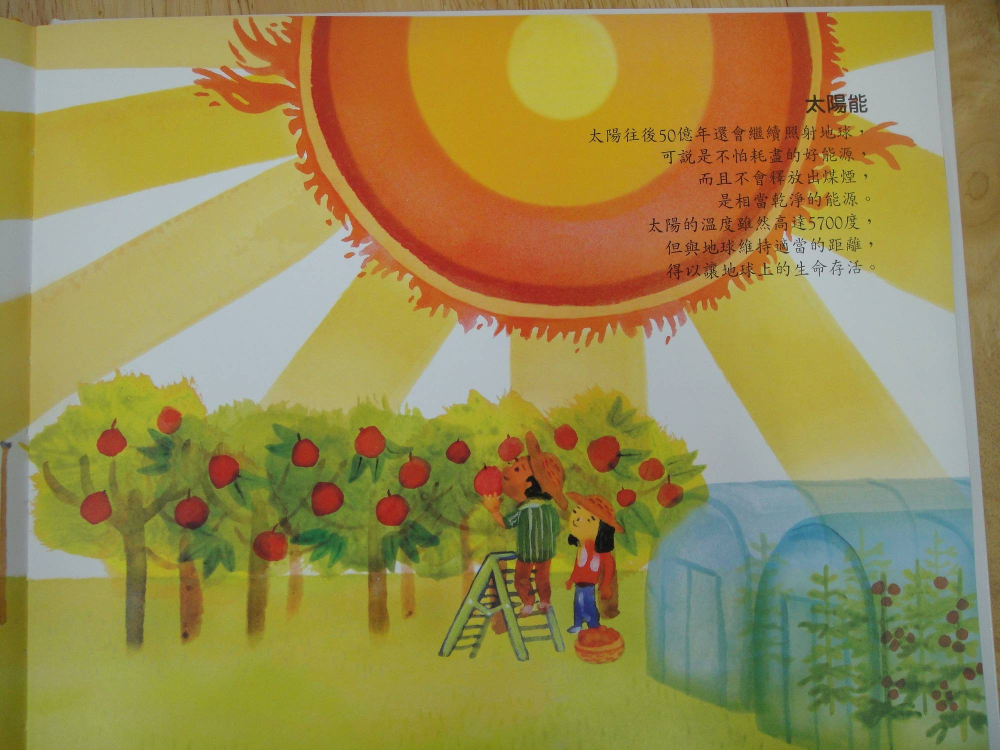 太陽能
太陽往後50億年還會繼續照射地球，
可說是不怕耗盡的好能源，
而且不會釋放出煤煙，
是相當乾淨的能源。
太陽的溫度雖然高達5700度，
但與地球維持適當的距離，
得以讓地球上的生命存活。